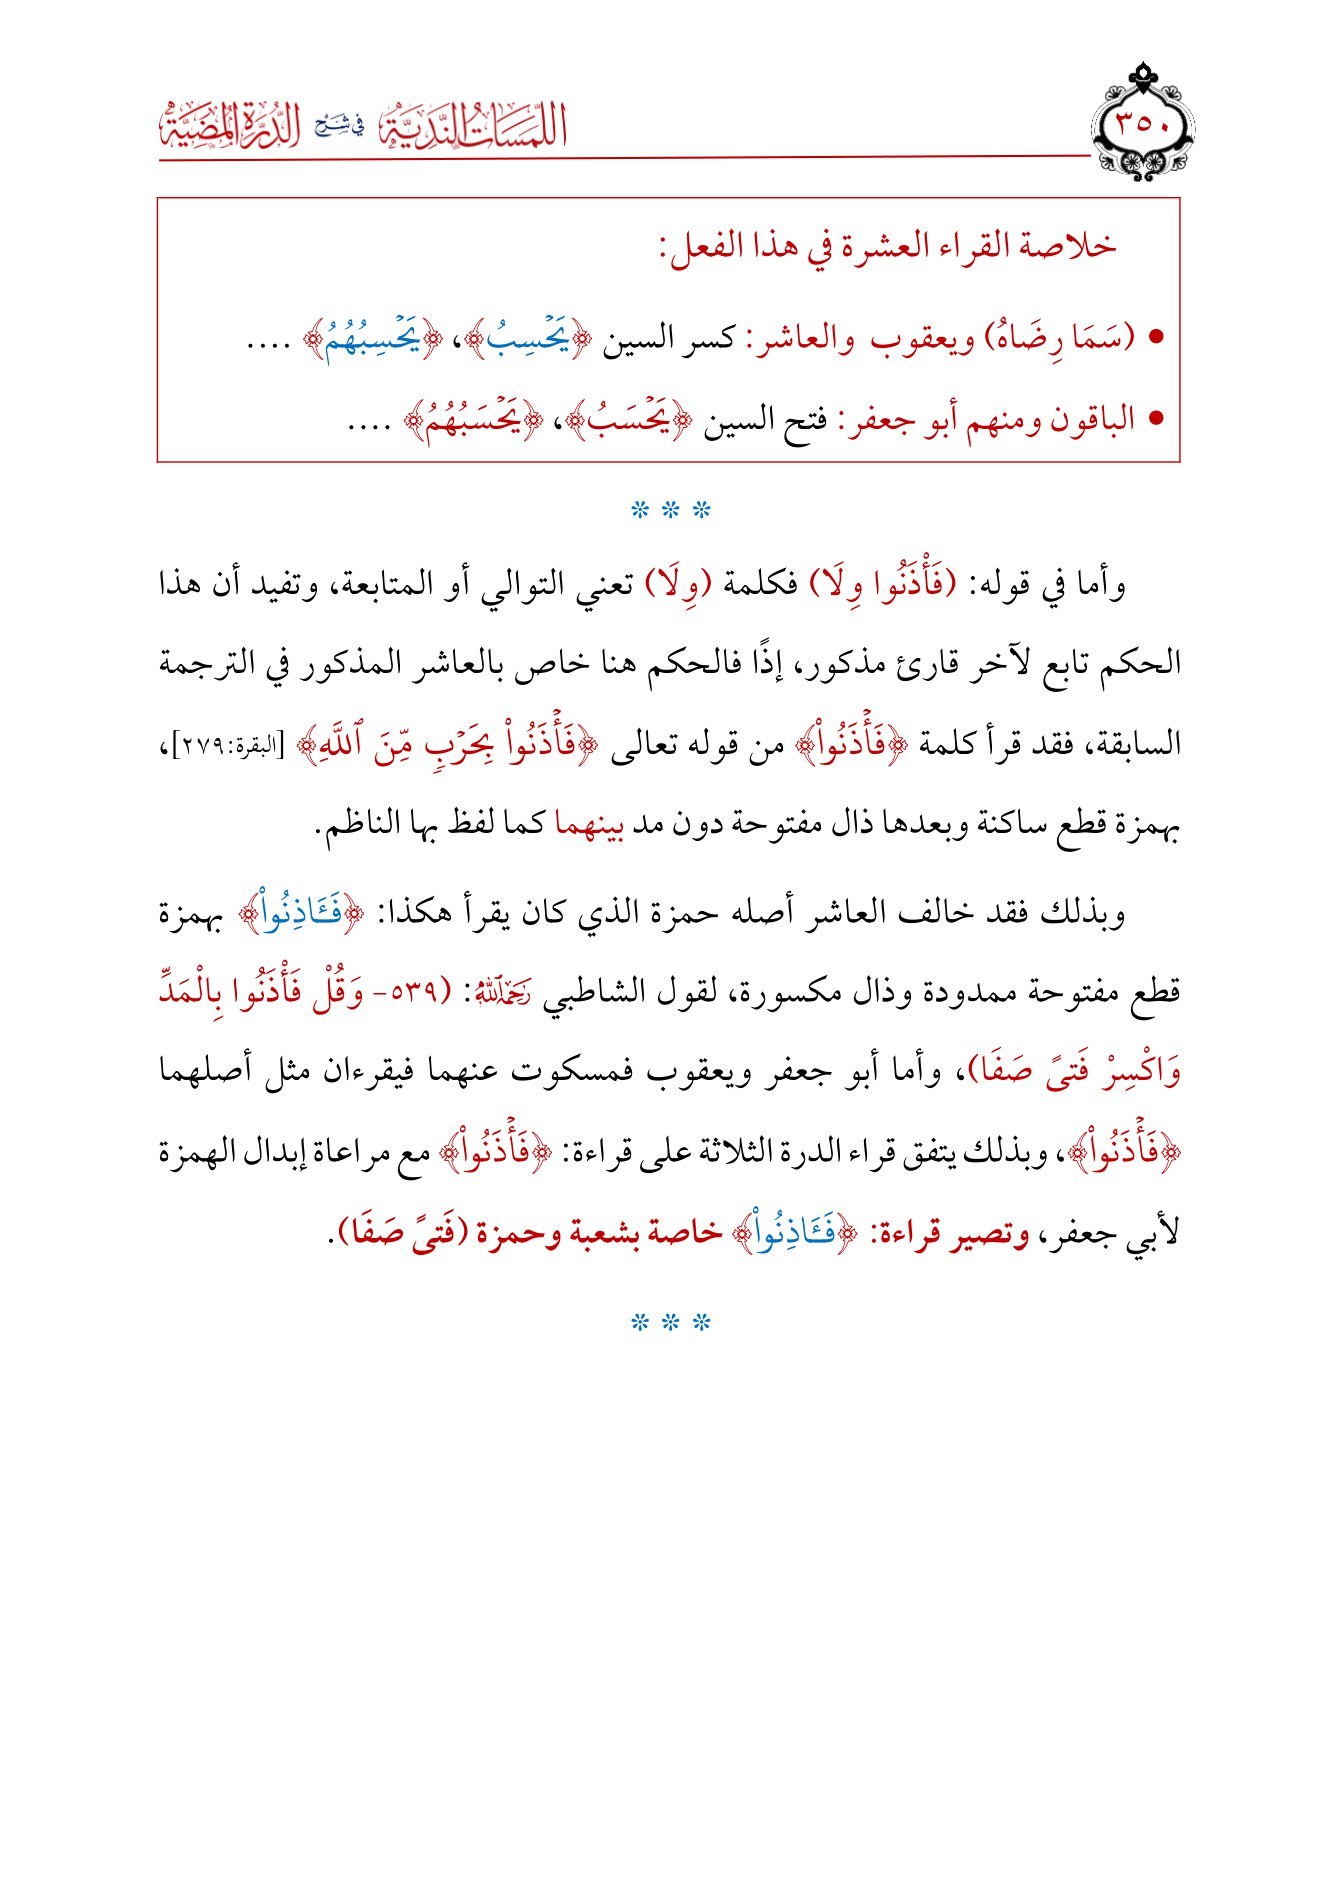 ٣٥٠
اللَّمَسَاتُ النَّدِيَّةُ فِي شَرْحِ الدُّرَّةِ الْمُضِيَّةِ
خلاصة القراء العشرة في هذا الفعل:
• (سَمَا رِضَاهُ) ويعقوب والعاشر: كسر السين ﴿يَحۡسِبُ﴾، ﴿يَحۡسِبُهُمُ﴾ ....
• الباقون ومنهم أبو جعفر: فتح السين ﴿يَحۡسَبُ﴾، ﴿يَحۡسَبُهُمُ﴾ ....
* * *
وأما في قوله: (فَأْذَنُوا وِلَا) فكلمة (وِلَا) تعني التوالي أو المتابعة، وتفيد أن هذا
الحكم تابع لآخر قارئ مذكور، إذًا فالحكم هنا خاص بالعاشر المذكور في الترجمة
السابقة، فقد قرأ كلمة ﴿فَأۡذَنُواْ﴾ من قوله تعالى ﴿فَأۡذَنُواْ بِحَرۡبٖ مِّنَ ٱللَّهِ﴾ [البقرة:٢٧٩]،
بهمزة قطع ساكنة وبعدها ذال مفتوحة دون مد بينهما كما لفظ بها الناظم.
وبذلك فقد خالف العاشر أصله حمزة الذي كان يقرأ هكذا: ﴿فَـَٔاذِنُواْ﴾ بهمزة
قطع مفتوحة ممدودة وذال مكسورة، لقول الشاطبي رَحِمَهُ ٱللَّهُ: (٥٣٩- وَقُلْ فَأْذَنُوا بِالْمَدِّ
وَاكْسِرْ فَتىً صَفَا)، وأما أبو جعفر ويعقوب فمسكوت عنهما فيقرءان مثل أصلهما
﴿فَأۡذَنُواْ﴾، وبذلك يتفق قراء الدرة الثلاثة على قراءة: ﴿فَأۡذَنُواْ﴾ مع مراعاة إبدال الهمزة
لأبي جعفر، وتصير قراءة: ﴿فَـَٔاذِنُواْ﴾ خاصة بشعبة وحمزة (فَتىً صَفَا).
* * *